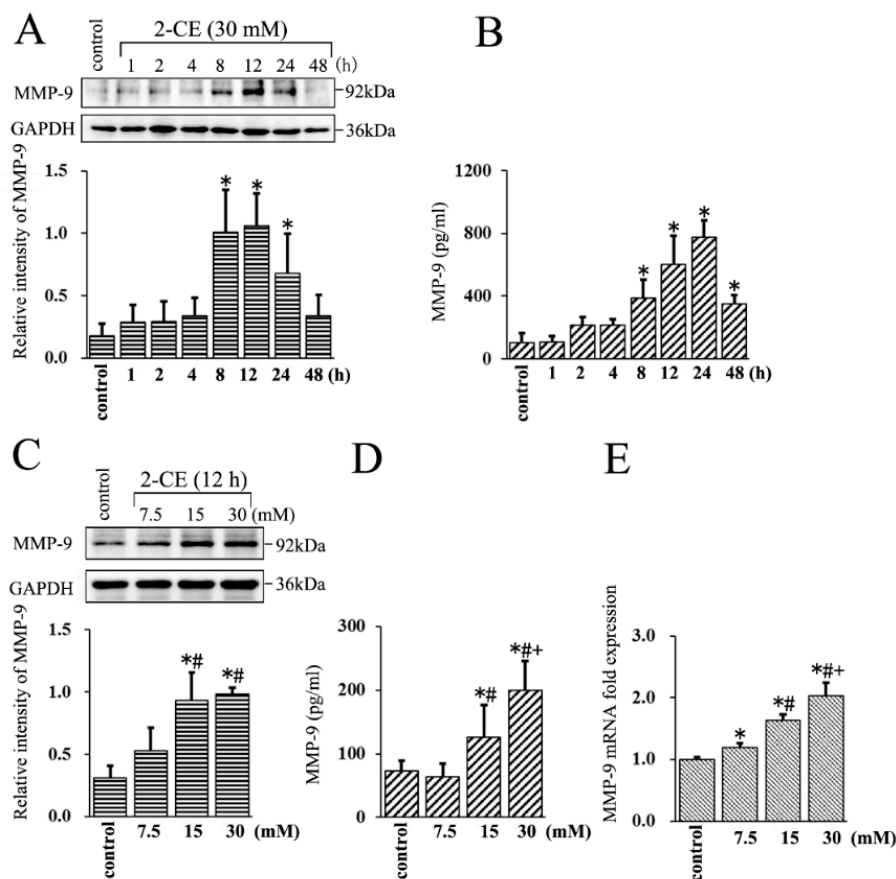 A
control
2-CE (30 mM)
1 2 4 8 12 24 48 (h)
MMP-9
92kDa
GAPDH
36kDa
Relative intensity of MMP-9
1.5
1.0
0.5
0.0
* * *
control 1 2 4 8 12 24 48 (h)
B
MMP-9 (pg/ml)
1200
800
400
0
* * * *
control 1 2 4 8 12 24 48 (h)
C
control
2-CE (12 h)
7.5 15 30 (mM)
MMP-9
92kDa
GAPDH
36kDa
Relative intensity of MMP-9
1.5
1.0
0.5
0.0
*# *#
control 7.5 15 30 (mM)
D
MMP-9 (pg/ml)
300
200
100
0
*# *#+
control 7.5 15 30 (mM)
E
MMP-9 mRNA fold expression
3.0
2.0
1.0
0.0
* *# *#+
control 7.5 15 30 (mM)